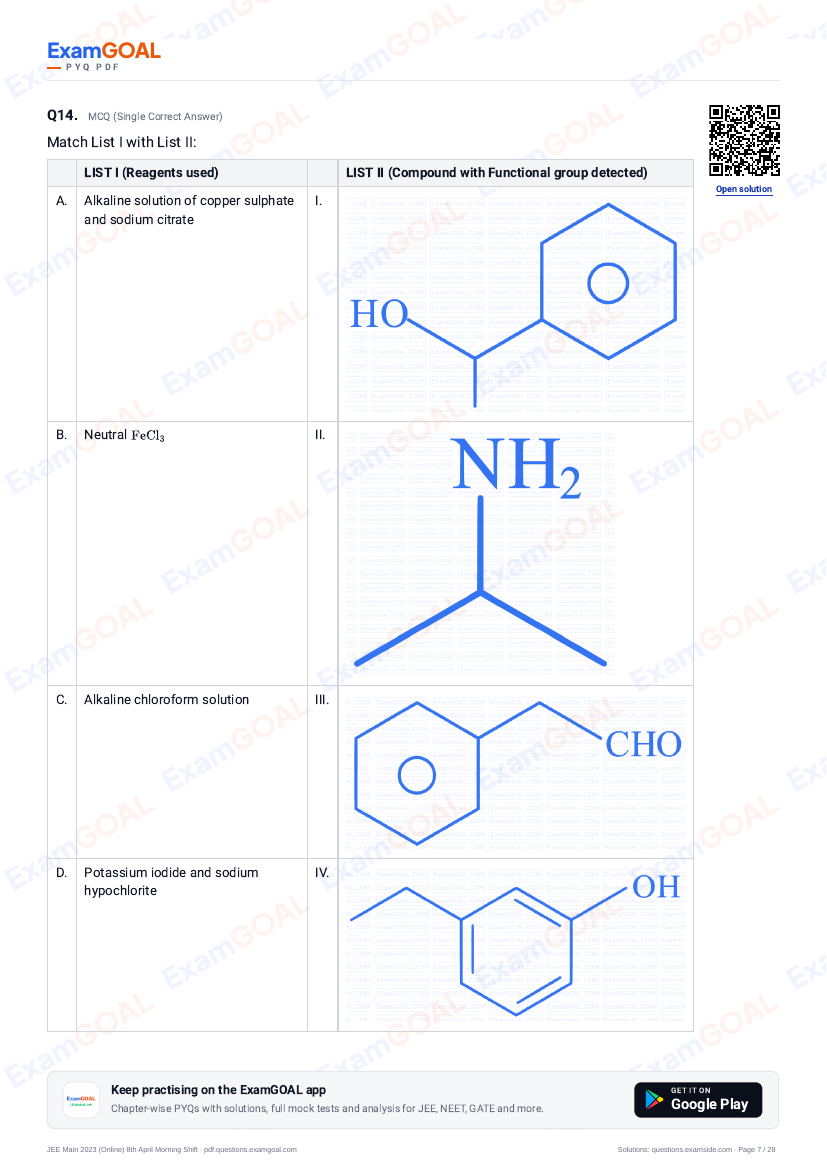 ExamGOAL
PYQ PDF
Q14. MCQ (Single Correct Answer)
Match List I with List II:
Open solution
LIST I (Reagents used) LIST II (Compound with Functional group detected)
A. Alkaline solution of copper sulphate and sodium citrate I.
HO
B. Neutral FeCl3 II.
NH2
C. Alkaline chloroform solution III.
CHO
D. Potassium iodide and sodium hypochlorite IV.
OH
ExamGOAL
Keep practising on the ExamGOAL app
Chapter-wise PYQs with solutions, full mock tests and analysis for JEE, NEET, GATE and more.
GET IT ON
Google Play
JEE Main 2023 (Online) 8th April Morning Shift · pdf.questions.examgoal.com
Solutions: questions.examside.com · Page 7 / 28